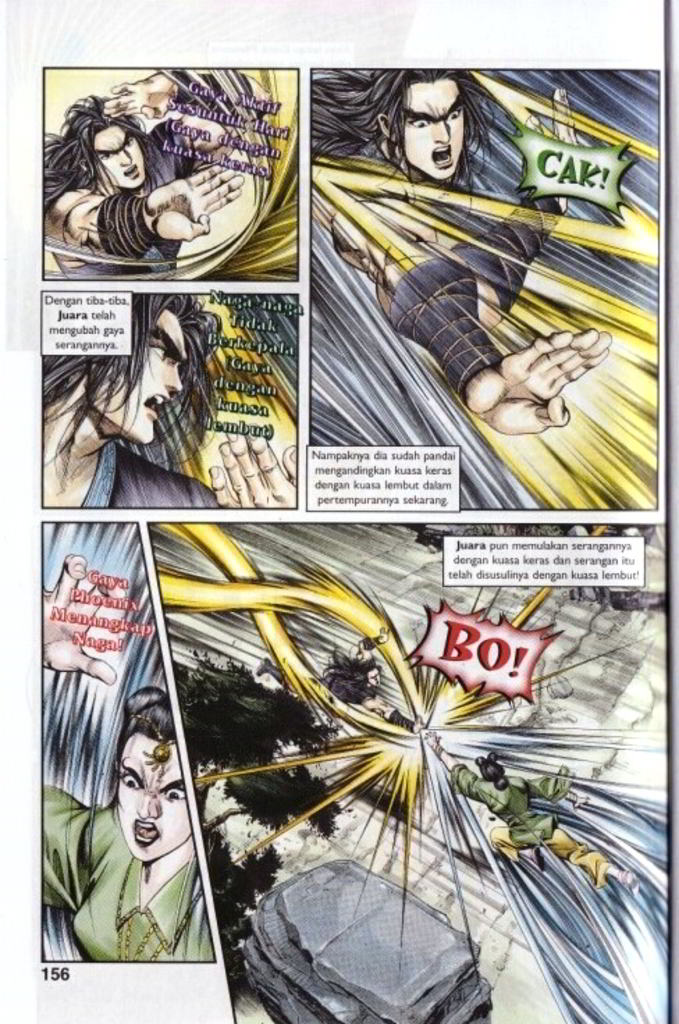 Gaya Aktif
Sesuntuk Hari
(Gaya dengan
kuasa keras)
CAK!
Dengan tiba-tiba,
Juara telah
mengubah gaya
serangannya.
Naga-naga
Tidak
Berkepala
(Gaya
dengan
kuasa
lembut)
Nampaknya dia sudah pandai
mengandingkan kuasa keras
dengan kuasa lembut dalam
pertempurannya sekarang.
Gaya
Phoenix
Menangkap
Naga!
Juara pun memulakan serangannya
dengan kuasa keras dan serangan itu
telah disusulinya dengan kuasa lembut!
BO!
156